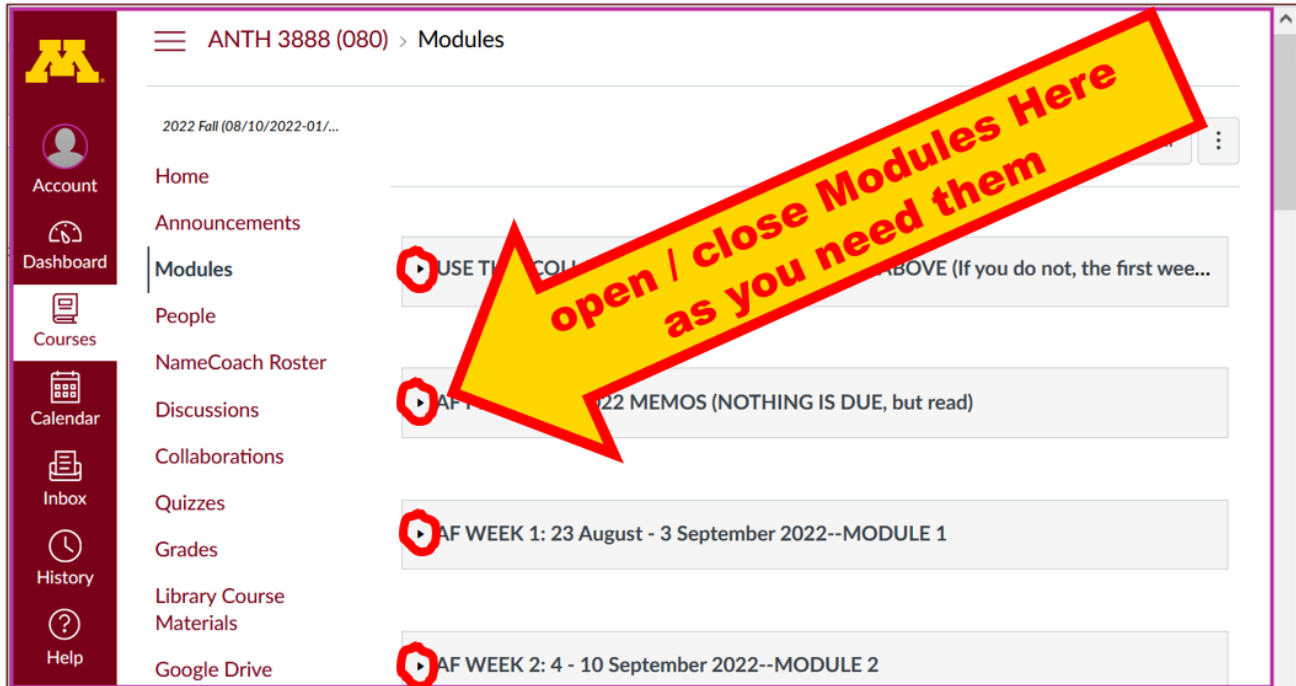 ANTH 3888 (080) > Modules
2022 Fall (08/10/2022-01/...
Account
Dashboard
Courses
Calendar
Inbox
History
Help
Home
Announcements
Modules
People
NameCoach Roster
Discussions
Collaborations
Quizzes
Grades
Library Course
Materials
Google Drive
open / close Modules Here
as you need them
USE ABOVE (If you do not, the first wee...
AF 22 MEMOS (NOTHING IS DUE, but read)
AF WEEK 1: 23 August - 3 September 2022--MODULE 1
AF WEEK 2: 4 - 10 September 2022--MODULE 2